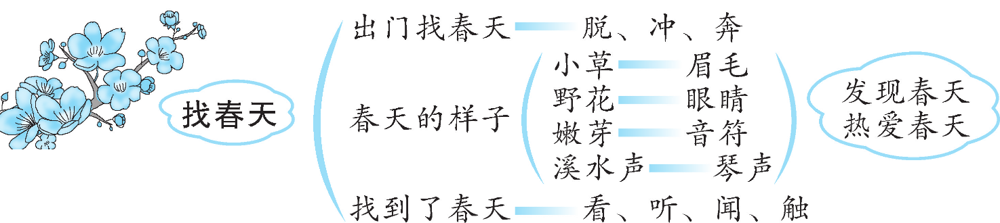 找春天
出门找春天 脱、冲、奔
春天的样子
小草 眉毛
野花 眼睛
嫩芽 音符
溪水声 琴声
找到了春天 看、听、闻、触
发现春天
热爱春天